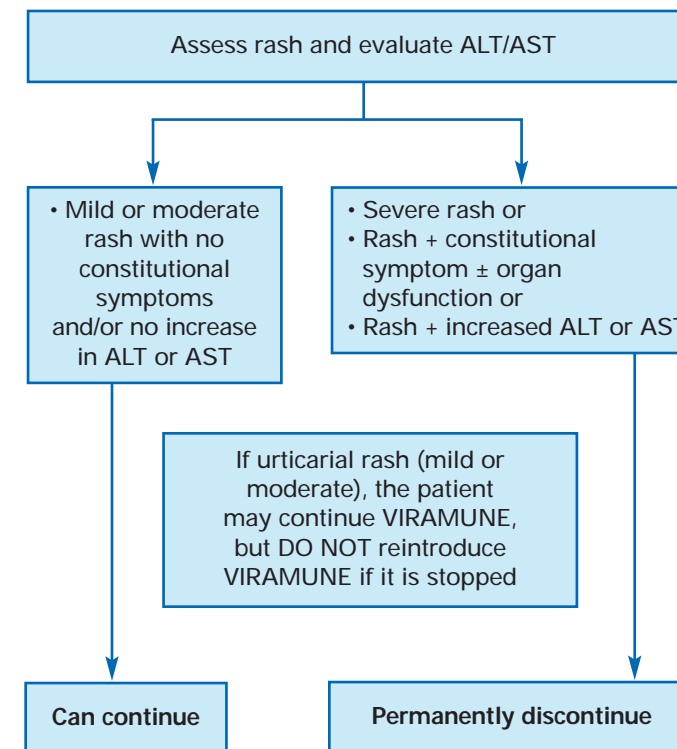 Assess rash and evaluate ALT/AST
• Mild or moderate
rash with no
constitutional
symptoms
and/or no increase
in ALT or AST
• Severe rash or
• Rash + constitutional
symptom ± organ
dysfunction or
• Rash + increased ALT or AST
If urticarial rash (mild or
moderate), the patient
may continue VIRAMUNE,
but DO NOT reintroduce
VIRAMUNE if it is stopped
Can continue
Permanently discontinue